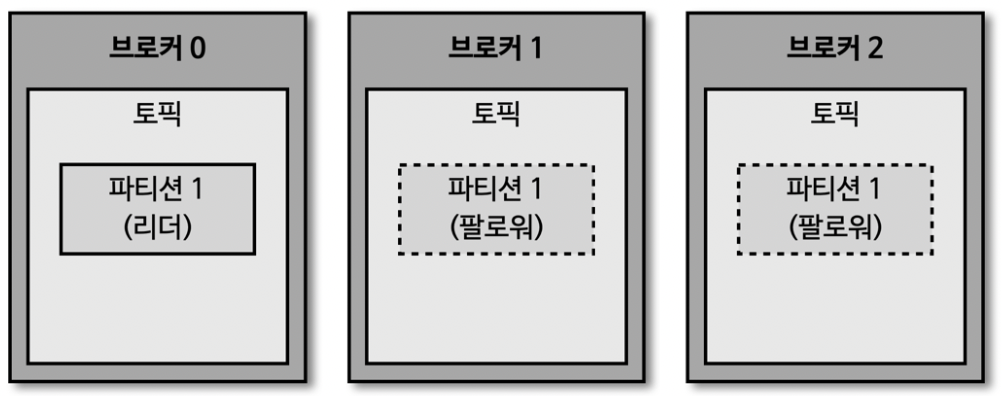 브로커 0
토픽
파티션 1
(리더)
브로커 1
토픽
파티션 1
(팔로워)
브로커 2
토픽
파티션 1
(팔로워)